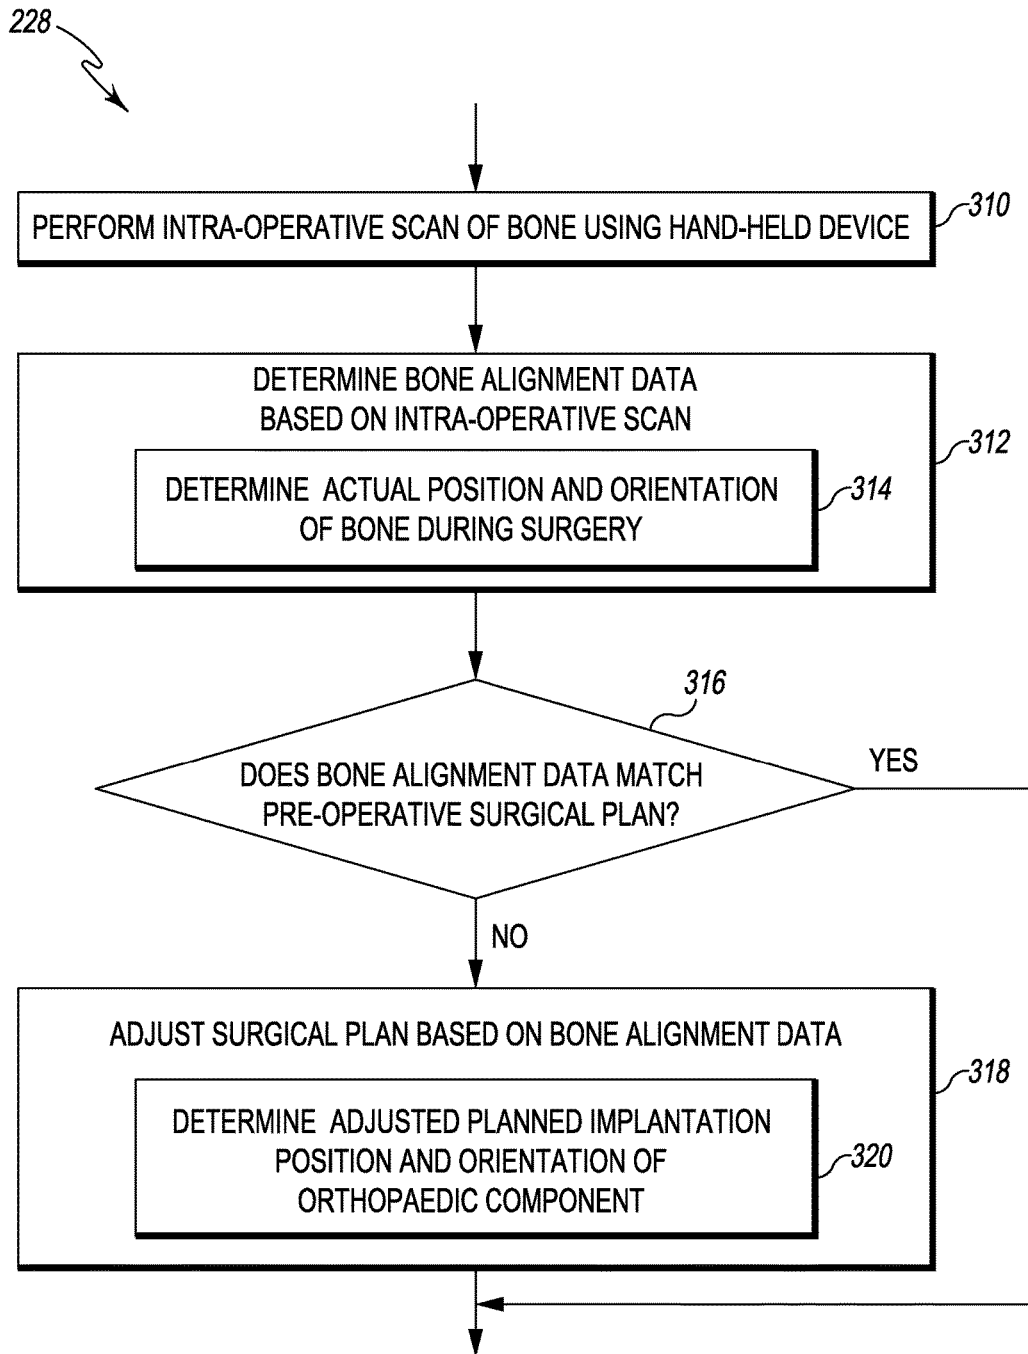 228
PERFORM INTRA-OPERATIVE SCAN OF BONE USING HAND-HELD DEVICE
310
DETERMINE BONE ALIGNMENT DATA
BASED ON INTRA-OPERATIVE SCAN
312
DETERMINE ACTUAL POSITION AND ORIENTATION
OF BONE DURING SURGERY
314
316
DOES BONE ALIGNMENT DATA MATCH
PRE-OPERATIVE SURGICAL PLAN?
YES
NO
ADJUST SURGICAL PLAN BASED ON BONE ALIGNMENT DATA
318
DETERMINE ADJUSTED PLANNED IMPLANTATION
POSITION AND ORIENTATION OF
ORTHOPAEDIC COMPONENT
320